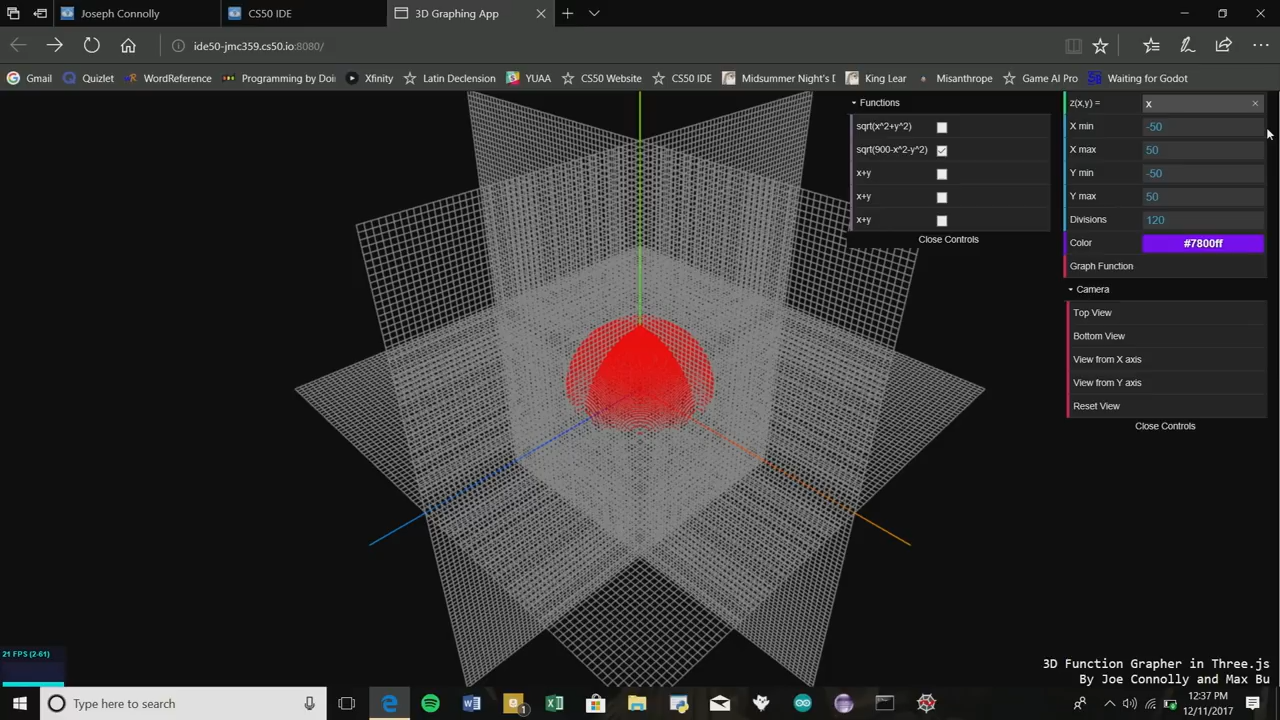 Joseph Connolly
CS50 IDE
3D Graphing App
ide50-jmc359.cs50.io:8080/
Gmail
Quizlet
WordReference
Programming by Doi
Xfinity
Latin Declension
YUAA
CS50 Website
CS50 IDE
Midsummer Night's D
King Lear
Misanthrope
Game AI Pro
Waiting for Godot
Functions
sqrt(x^2+y^2)
sqrt(900-x^2-y^2)
x+y
x+y
x+y
Close Controls
z(x,y) = x
X min -50
X max 50
Y min -50
Y max 50
Divisions 120
Color #7800ff
Graph Function
Camera
Top View
Bottom View
View from X axis
View from Y axis
Reset View
Close Controls
21 FPS (2-61)
3D Function Grapher in Three.js
By Joe Connolly and Max Bu
Type here to search
1
12:37 PM
12/11/2017